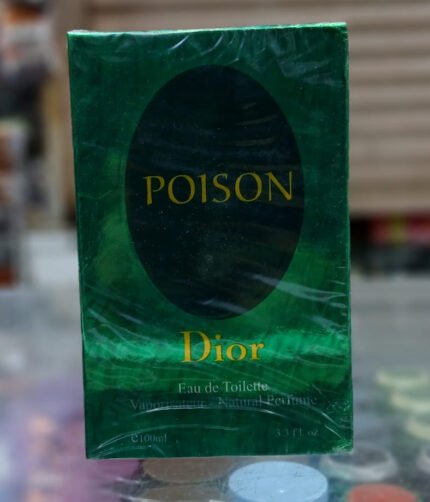 POISON
Dior
Eau de Toilette
Vaporisateur - Natural Perfume
℮100ml 3.3 fl oz